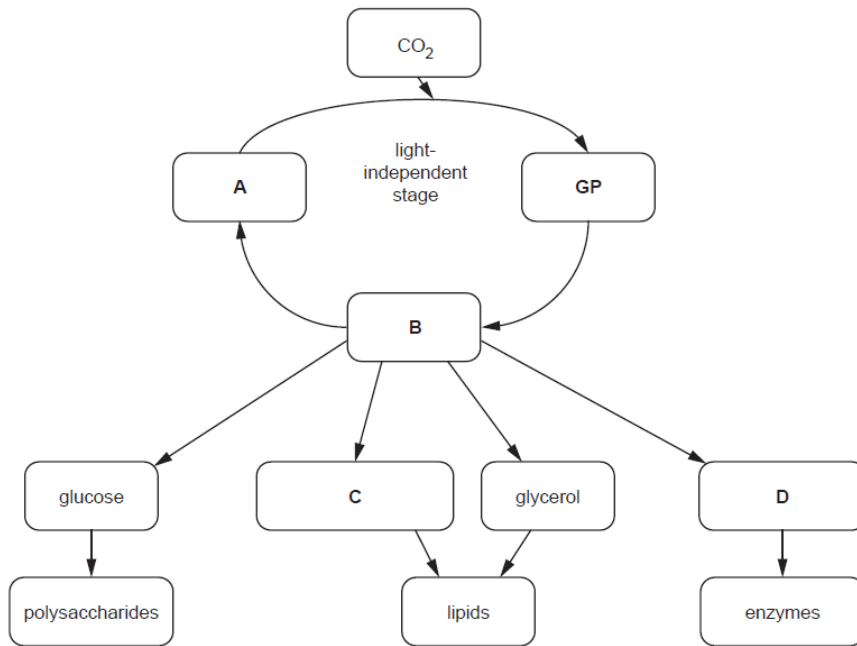 CO₂
light-
independent
stage
A
GP
B
glucose
C
glycerol
D
polysaccharides
lipids
enzymes